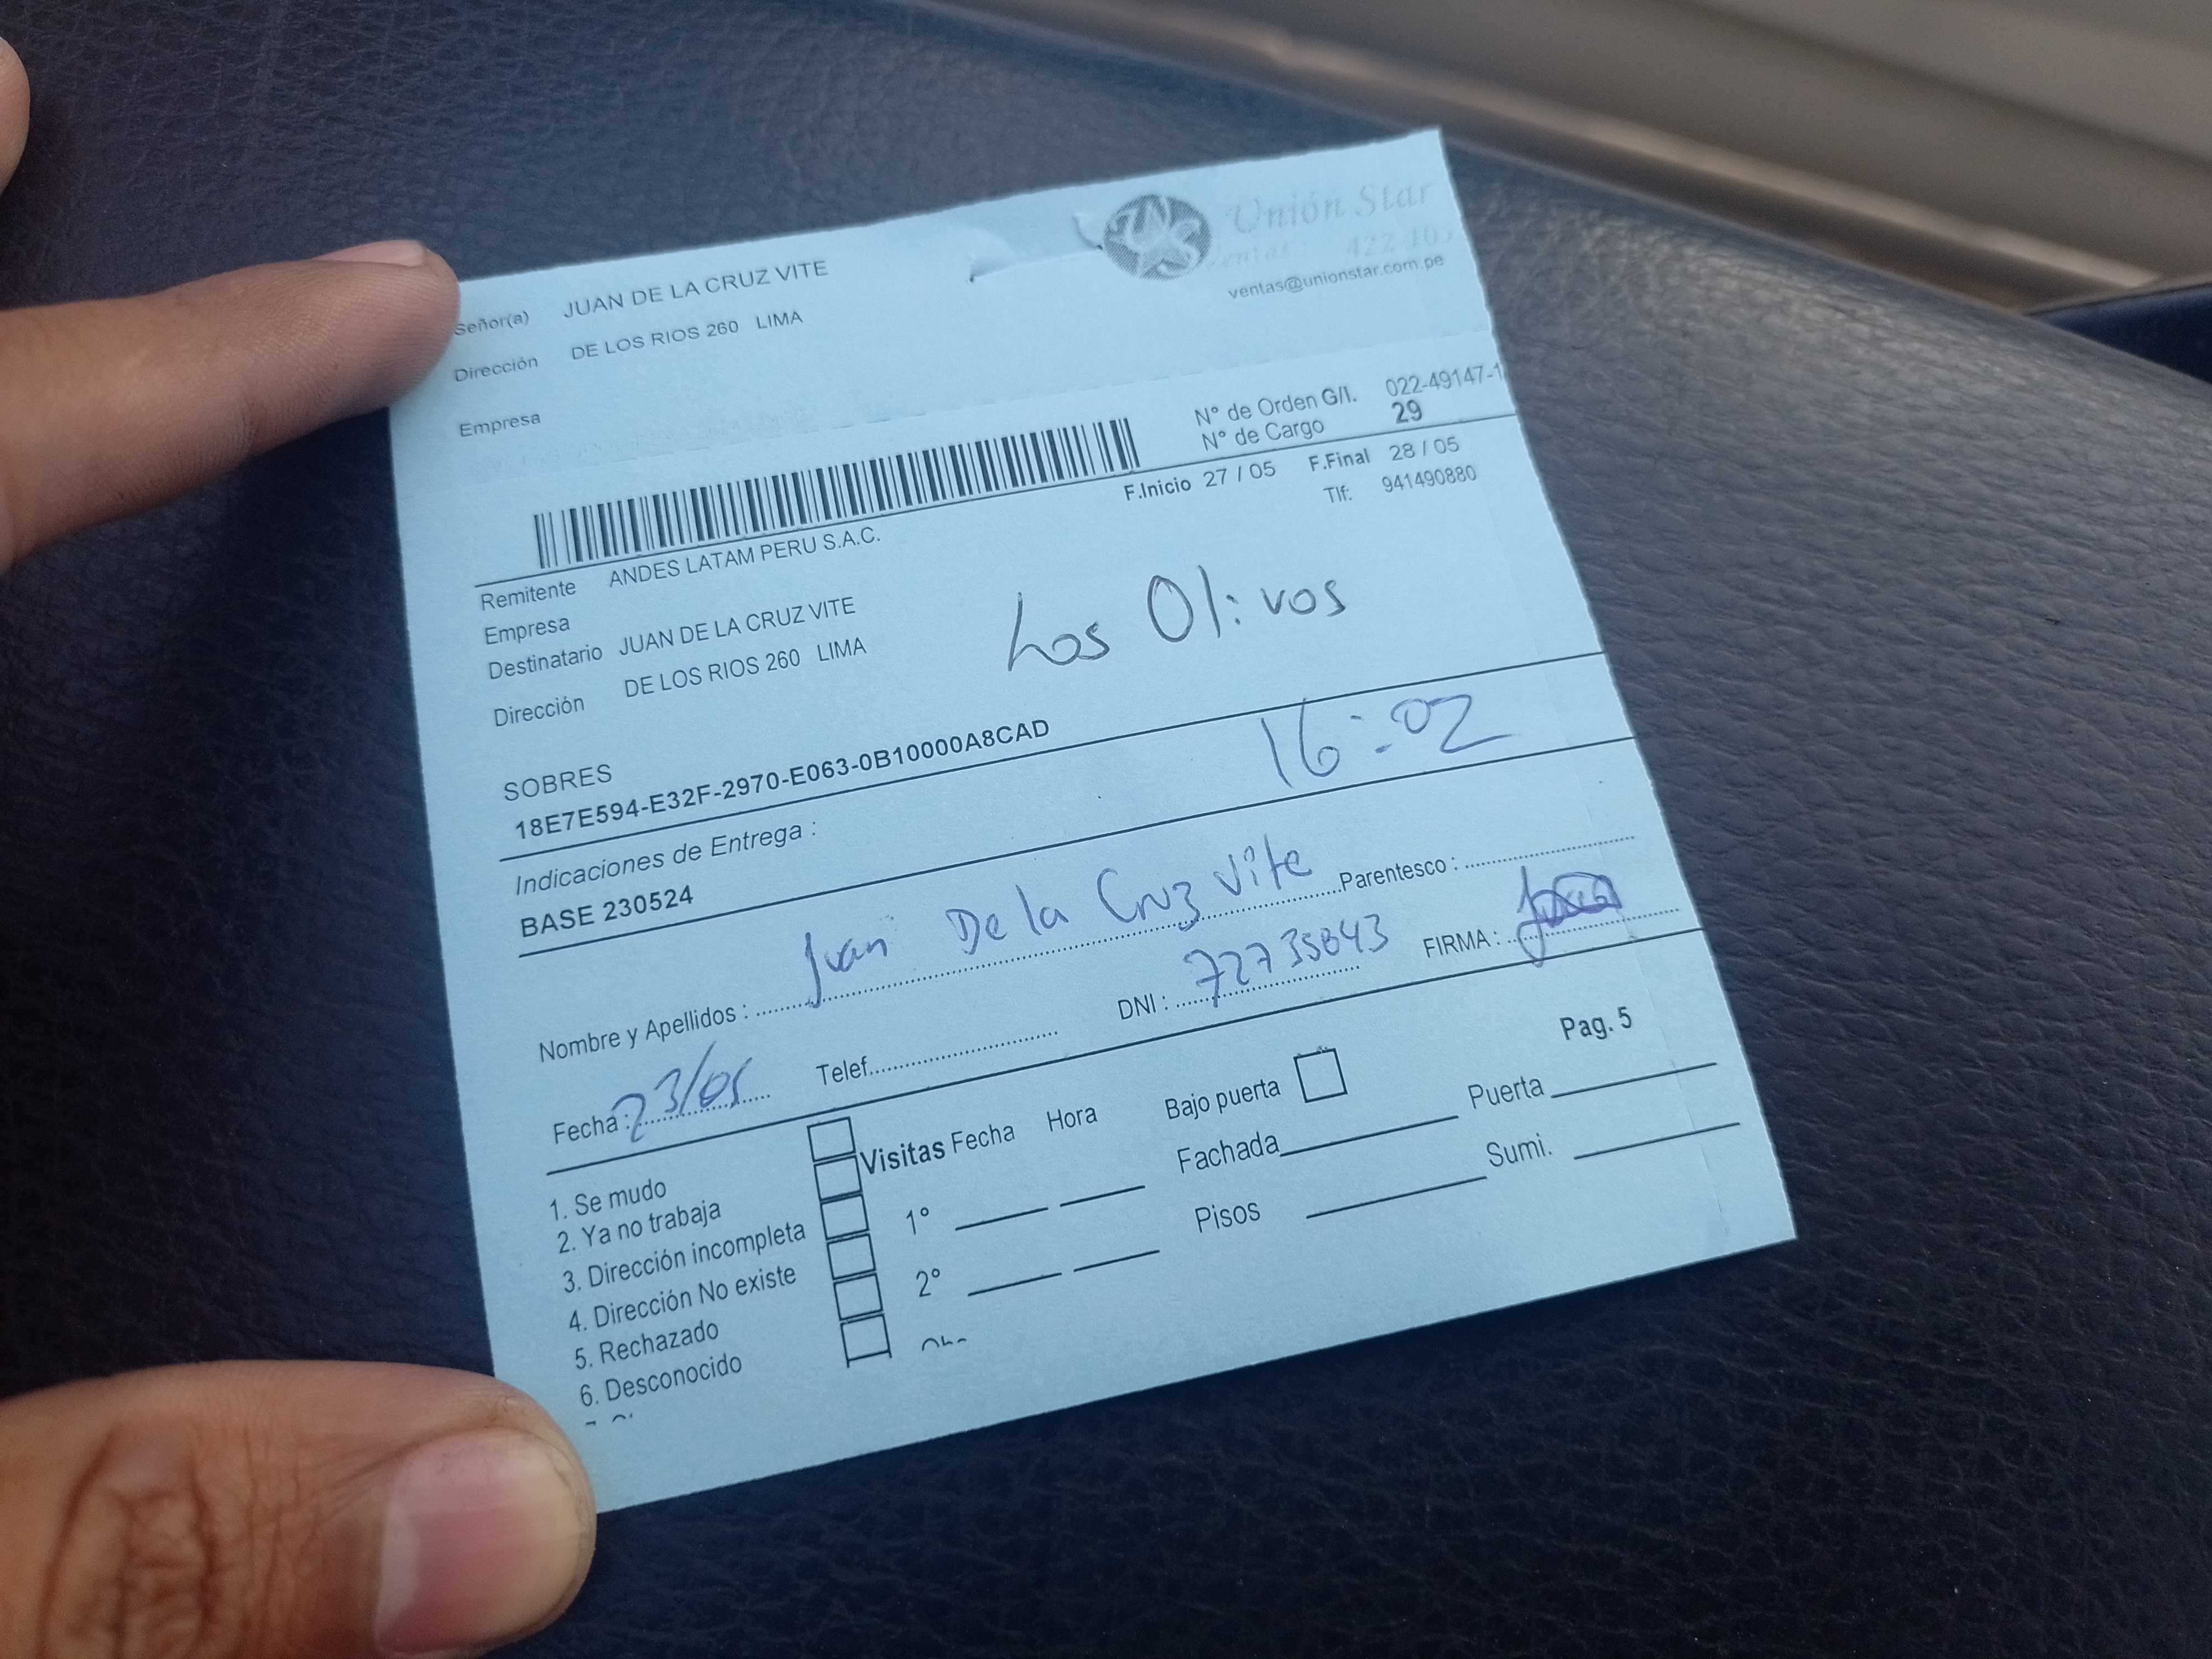 Unión Star
Señor(a) JUAN DE LA CRUZ VITE
ventas@unionstar.com.pe
Dirección DE LOS RIOS 260 LIMA
Empresa
N° de Orden G/I. 022-49147-1
N° de Cargo 29
F.Inicio 27 / 05 F.Final 28 / 05
Tlf: 941490880
Remitente ANDES LATAM PERU S.A.C.
Empresa
Destinatario JUAN DE LA CRUZ VITE
Los Olivos
Dirección DE LOS RIOS 260 LIMA
SOBRES
18E7E594-E32F-2970-E063-0B10000A8CAD
16:02
Indicaciones de Entrega :
BASE 230524
Nombre y Apellidos : Juan De la Cruz Vite Parentesco :
Fecha : 23/05 Telef. DNI : FIRMA :
Pag. 5
1. Se mudo
2. Ya no trabaja
3. Dirección incompleta
4. Dirección No existe
5. Rechazado
6. Desconocido
Visitas Fecha Hora
1°
2°
Bajo puerta
Fachada Puerta
Pisos Sumi.